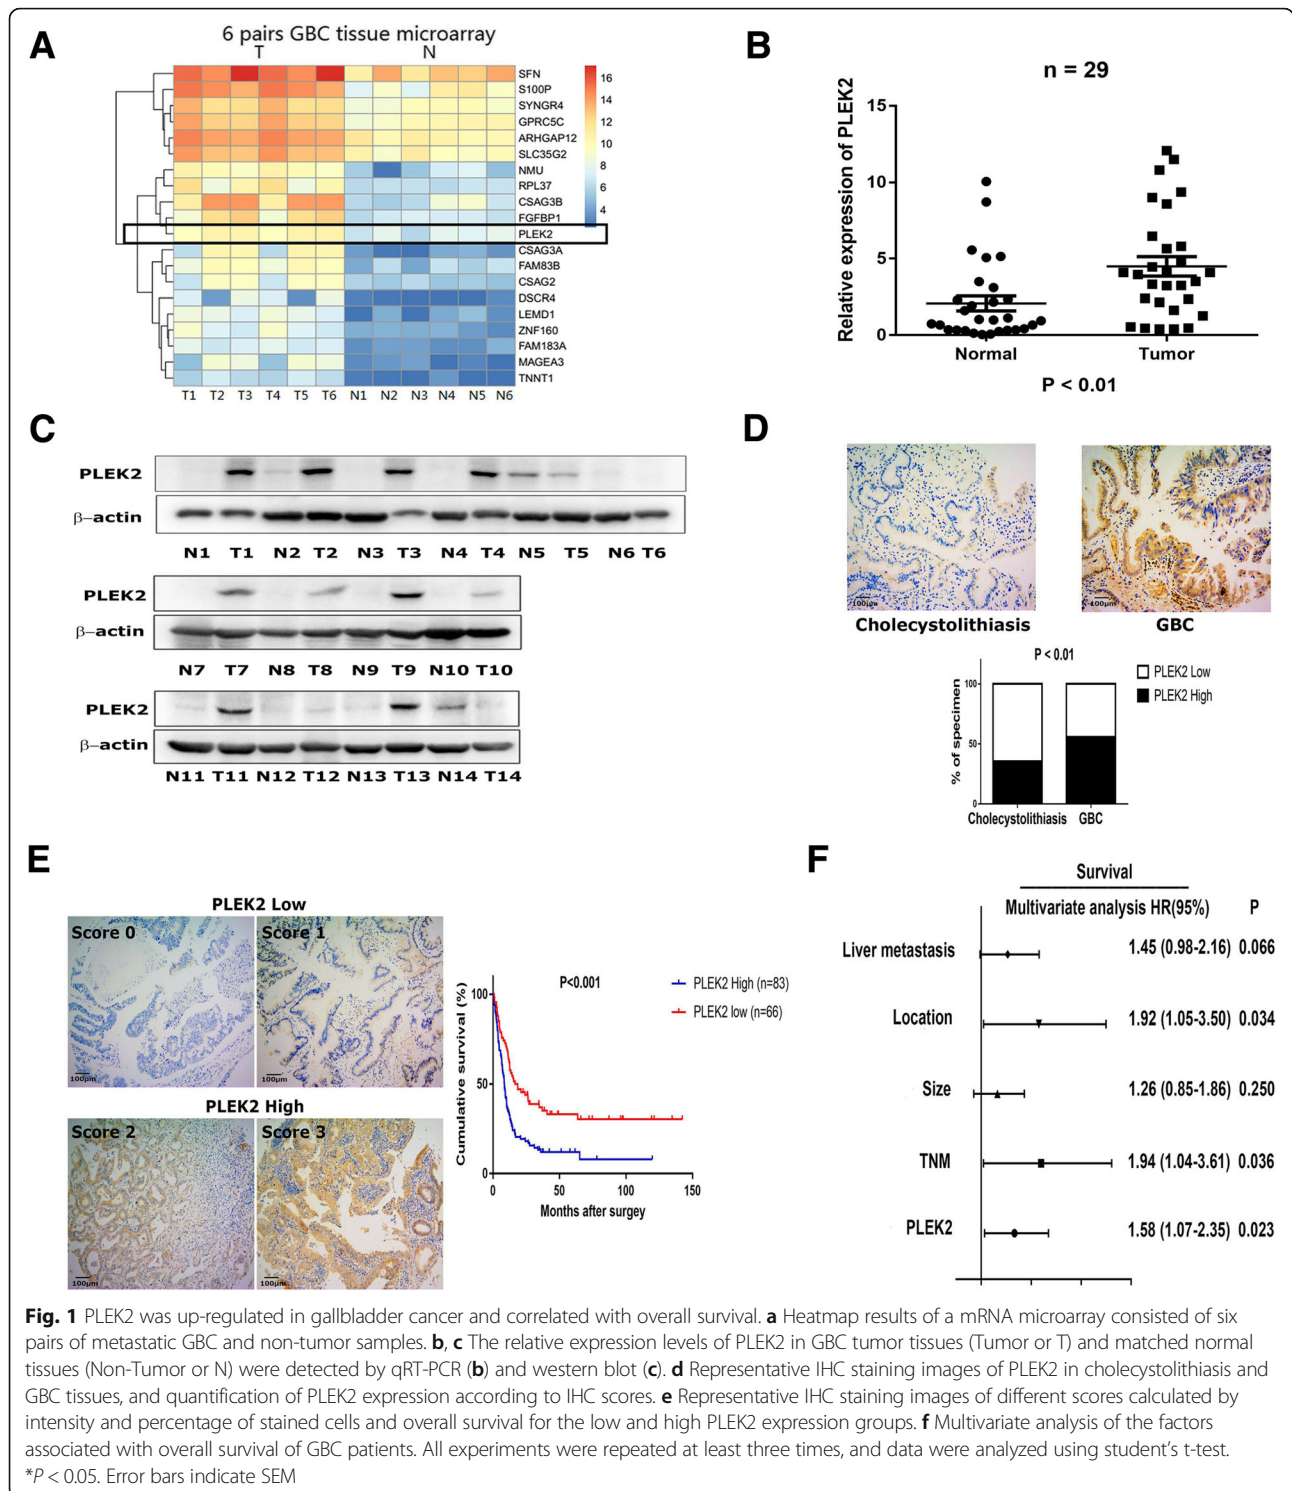 A
6 pairs GBC tissue microarray
T N
SFN
S100P
SYNGR4
GPRC5C
ARHGAP12
SLC35G2
NMU
RPL37
CSAG3B
FGFBP1
PLEK2
CSAG3A
FAM83B
CSAG2
DSCR4
LEMD1
ZNF160
FAM183A
MAGEA3
TNNT1
16
14
12
10
8
6
4
2
T1 T2 T3 T4 T5 T6 N1 N2 N3 N4 N5 N6
B
n = 29
Relative expression of PLEK2
15
10
5
0
Normal Tumor
P < 0.01
C
PLEK2
β-actin
N1 T1 N2 T2 N3 T3 N4 T4 N5 T5 N6 T6
PLEK2
β-actin
N7 T7 N8 T8 N9 T9 N10 T10
PLEK2
β-actin
N11 T11 N12 T12 N13 T13 N14 T14
D
100μm
100μm
Cholecystolithiasis GBC
P < 0.01
PLEK2 Low
PLEK2 High
% of specimen
100
50
0
Cholecystolithiasis GBC
E
PLEK2 Low
Score 0 Score 1
100μm 100μm
PLEK2 High
Score 2 Score 3
100μm 100μm
P<0.001
PLEK2 High (n=83)
PLEK2 low (n=66)
Cumulative survival (%)
100
50
0
0 50 100 150
Months after surgey
F
Survival
Multivariate analysis HR(95%) P
Liver metastasis 1.45 (0.98-2.16) 0.066
Location 1.92 (1.05-3.50) 0.034
Size 1.26 (0.85-1.86) 0.250
TNM 1.94 (1.04-3.61) 0.036
PLEK2 1.58 (1.07-2.35) 0.023
Fig. 1 PLEK2 was up-regulated in gallbladder cancer and correlated with overall survival. a Heatmap results of a mRNA microarray consisted of six
pairs of metastatic GBC and non-tumor samples. b, c The relative expression levels of PLEK2 in GBC tumor tissues (Tumor or T) and matched normal
tissues (Non-Tumor or N) were detected by qRT-PCR (b) and western blot (c). d Representative IHC staining images of PLEK2 in cholecystolithiasis and
GBC tissues, and quantification of PLEK2 expression according to IHC scores. e Representative IHC staining images of different scores calculated by
intensity and percentage of stained cells and overall survival for the low and high PLEK2 expression groups. f Multivariate analysis of the factors
associated with overall survival of GBC patients. All experiments were repeated at least three times, and data were analyzed using student's t-test.
*P < 0.05. Error bars indicate SEM